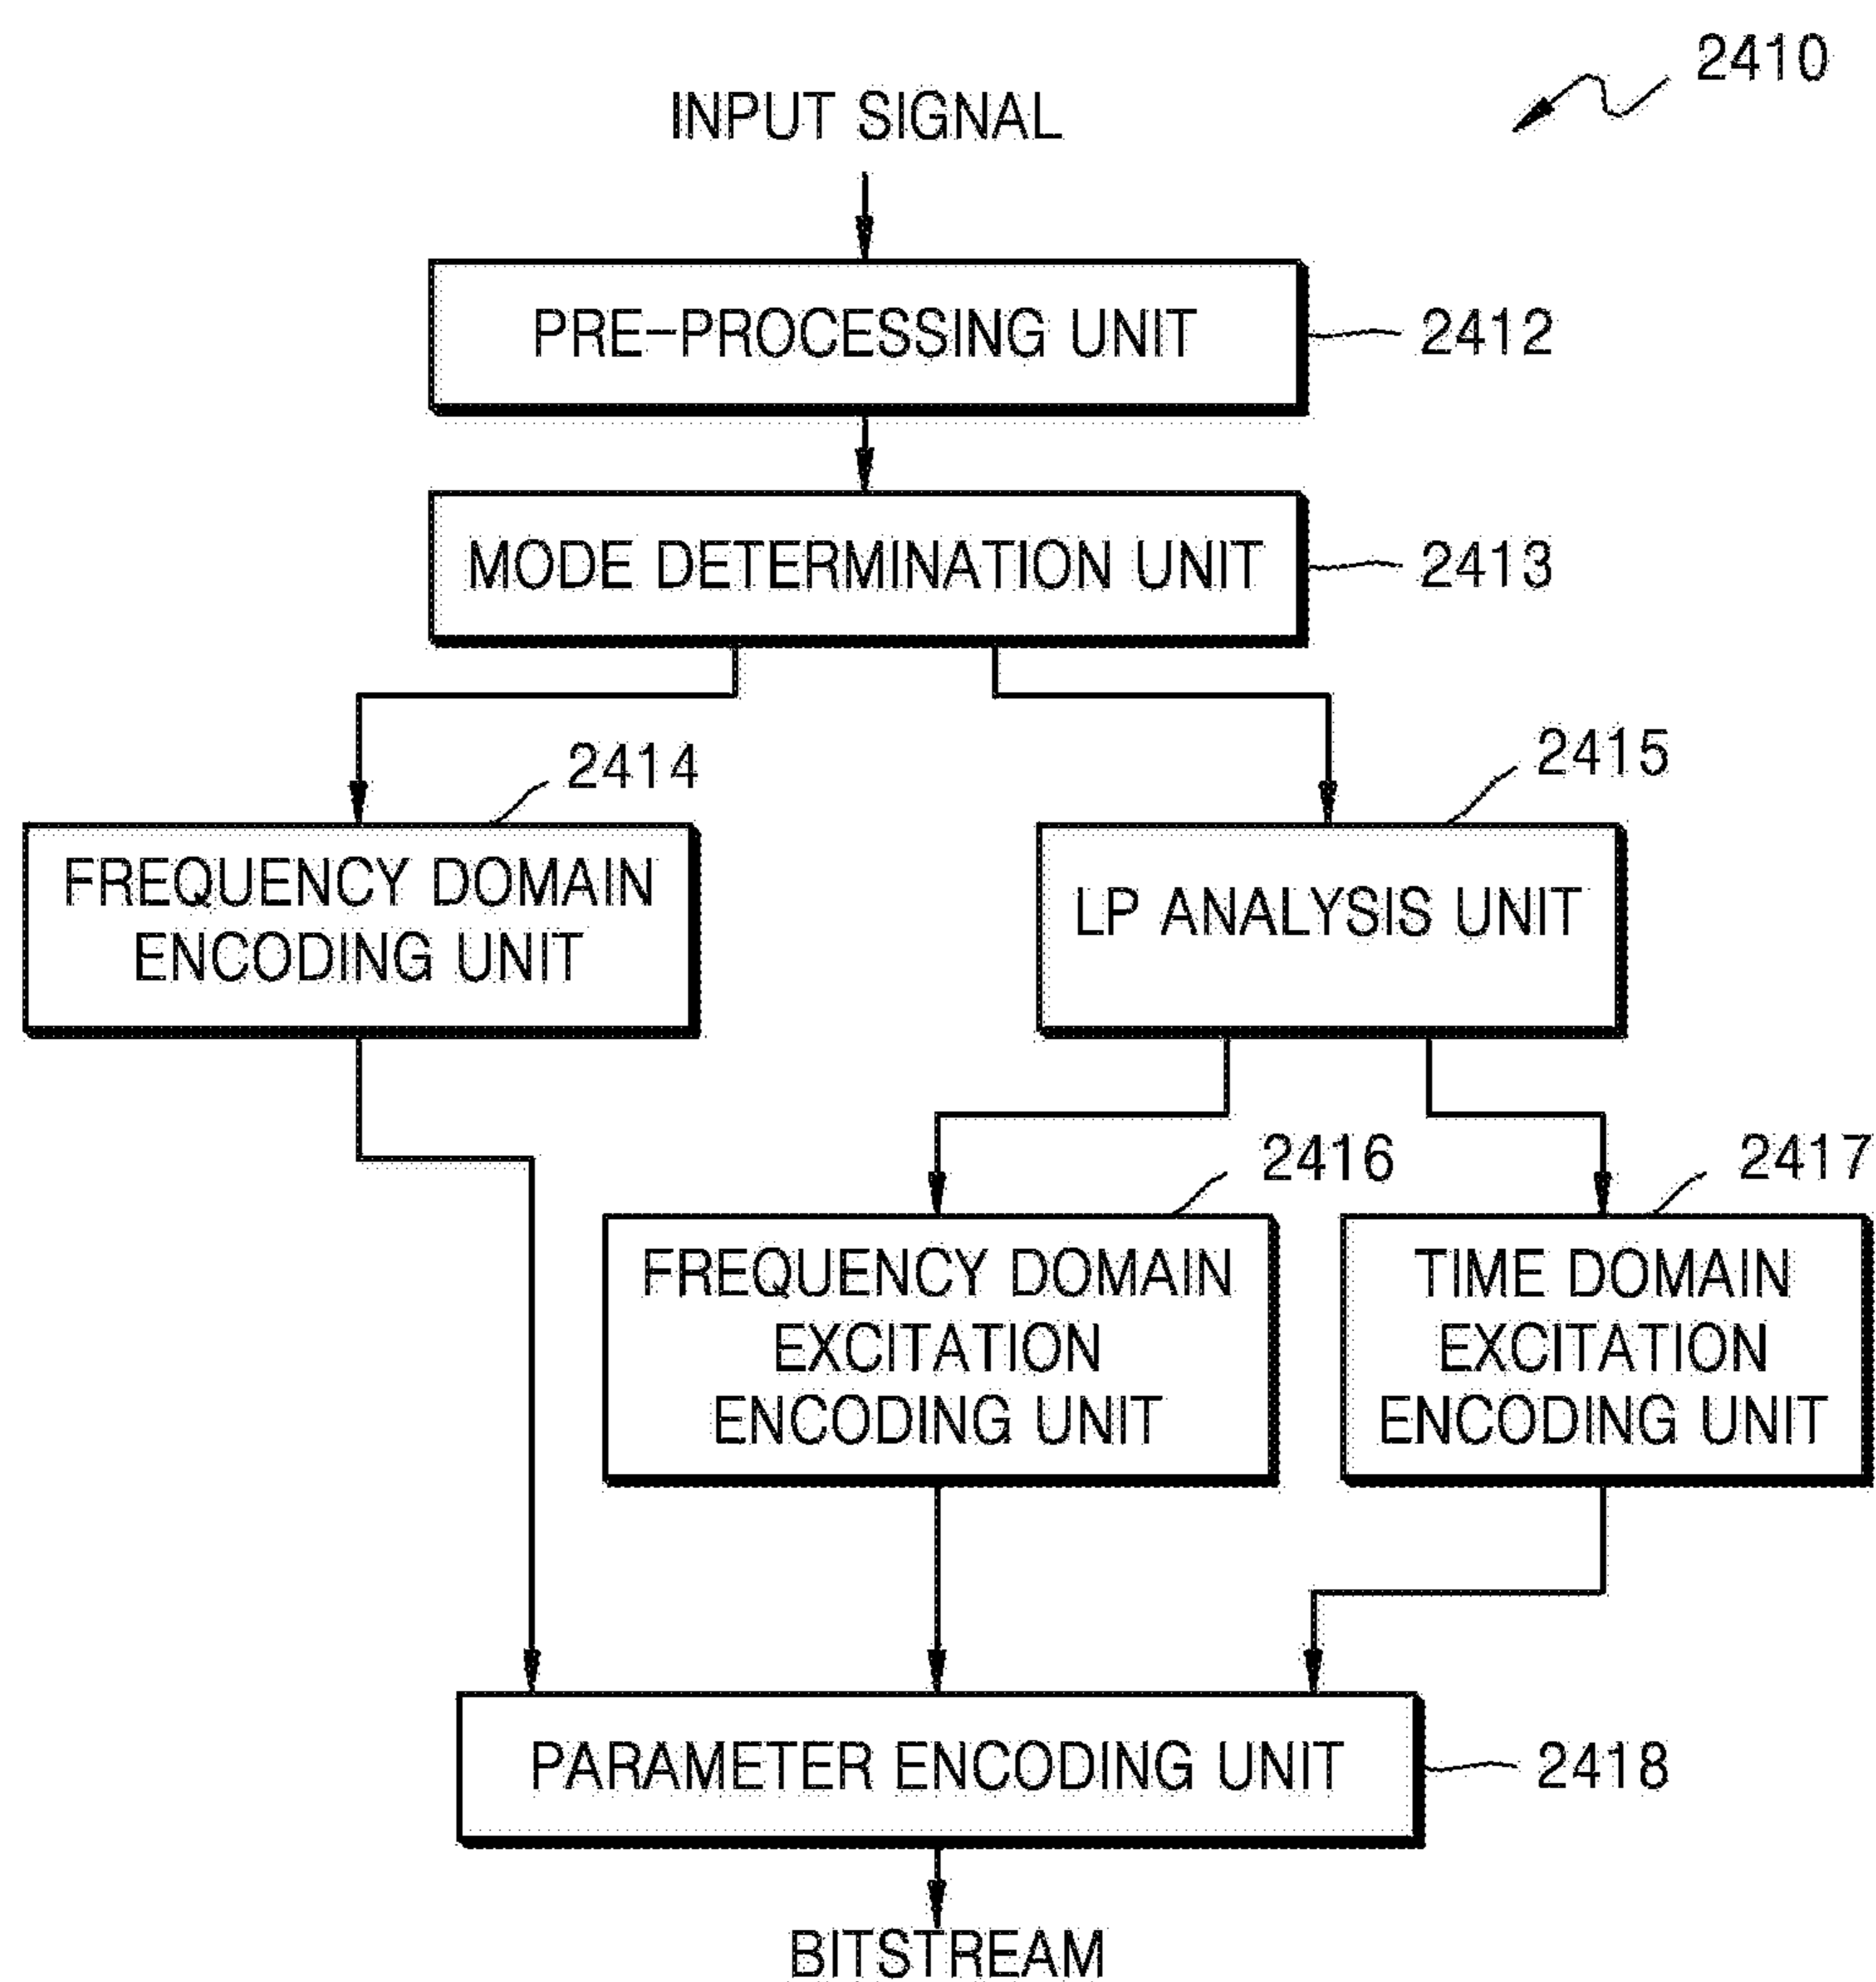 2410
INPUT SIGNAL
PRE-PROCESSING UNIT
2412
MODE DETERMINATION UNIT
2413
2414
2415
FREQUENCY DOMAIN
ENCODING UNIT
LP ANALYSIS UNIT
2416
2417
FREQUENCY DOMAIN
EXCITATION
ENCODING UNIT
TIME DOMAIN
EXCITATION
ENCODING UNIT
PARAMETER ENCODING UNIT
2418
BITSTREAM